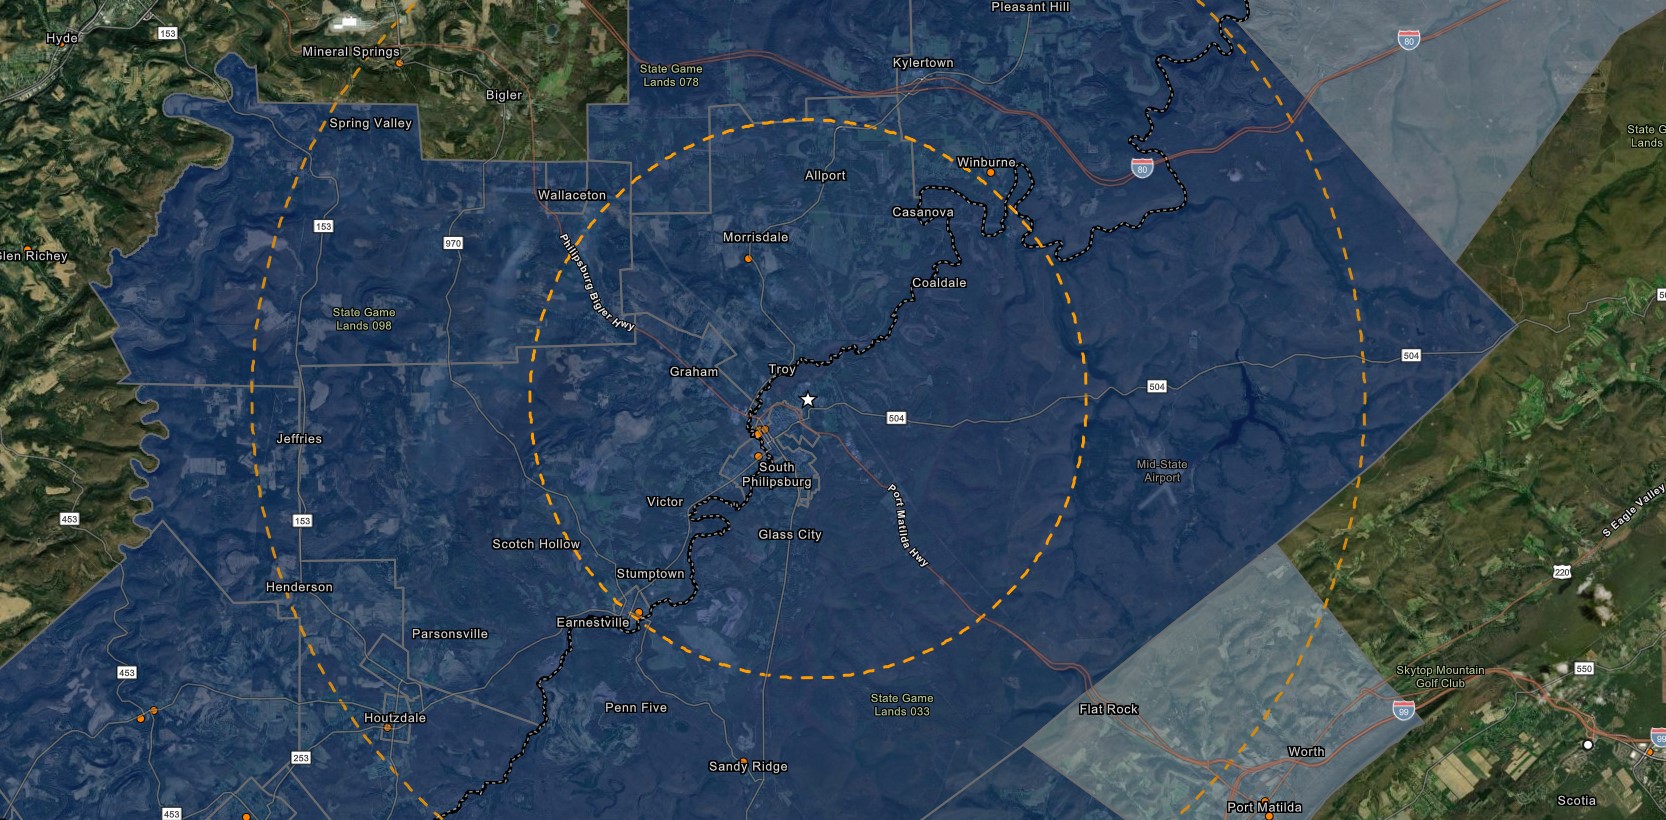 Pleasant Hill
Hyde
153
80
Mineral Springs
Kylertown
State Game
Lands 078
Bigler
Spring Valley
State G
Lands
Winburne
80
Allport
Wallaceton
Casanova
153
Morrisdale
970
Glen Richey
Philipsburg Bigler Hwy
Coaldale
State Game
Lands 098
504
Troy
Graham
504
504
Jeffries
Mid-State
Airport
South
Philipsburg
Victor
Port Matilda Hwy
S Eagle Valley
453
153
Glass City
Scotch Hollow
Stumptown
220
Henderson
Earnestville
Parsonsville
453
550
Skytop Mountain
Golf Club
State Game
Lands 033
Penn Five
Flat Rock
99
Houtzdale
99
Worth
253
Sandy Ridge
Scotia
Port Matilda
453